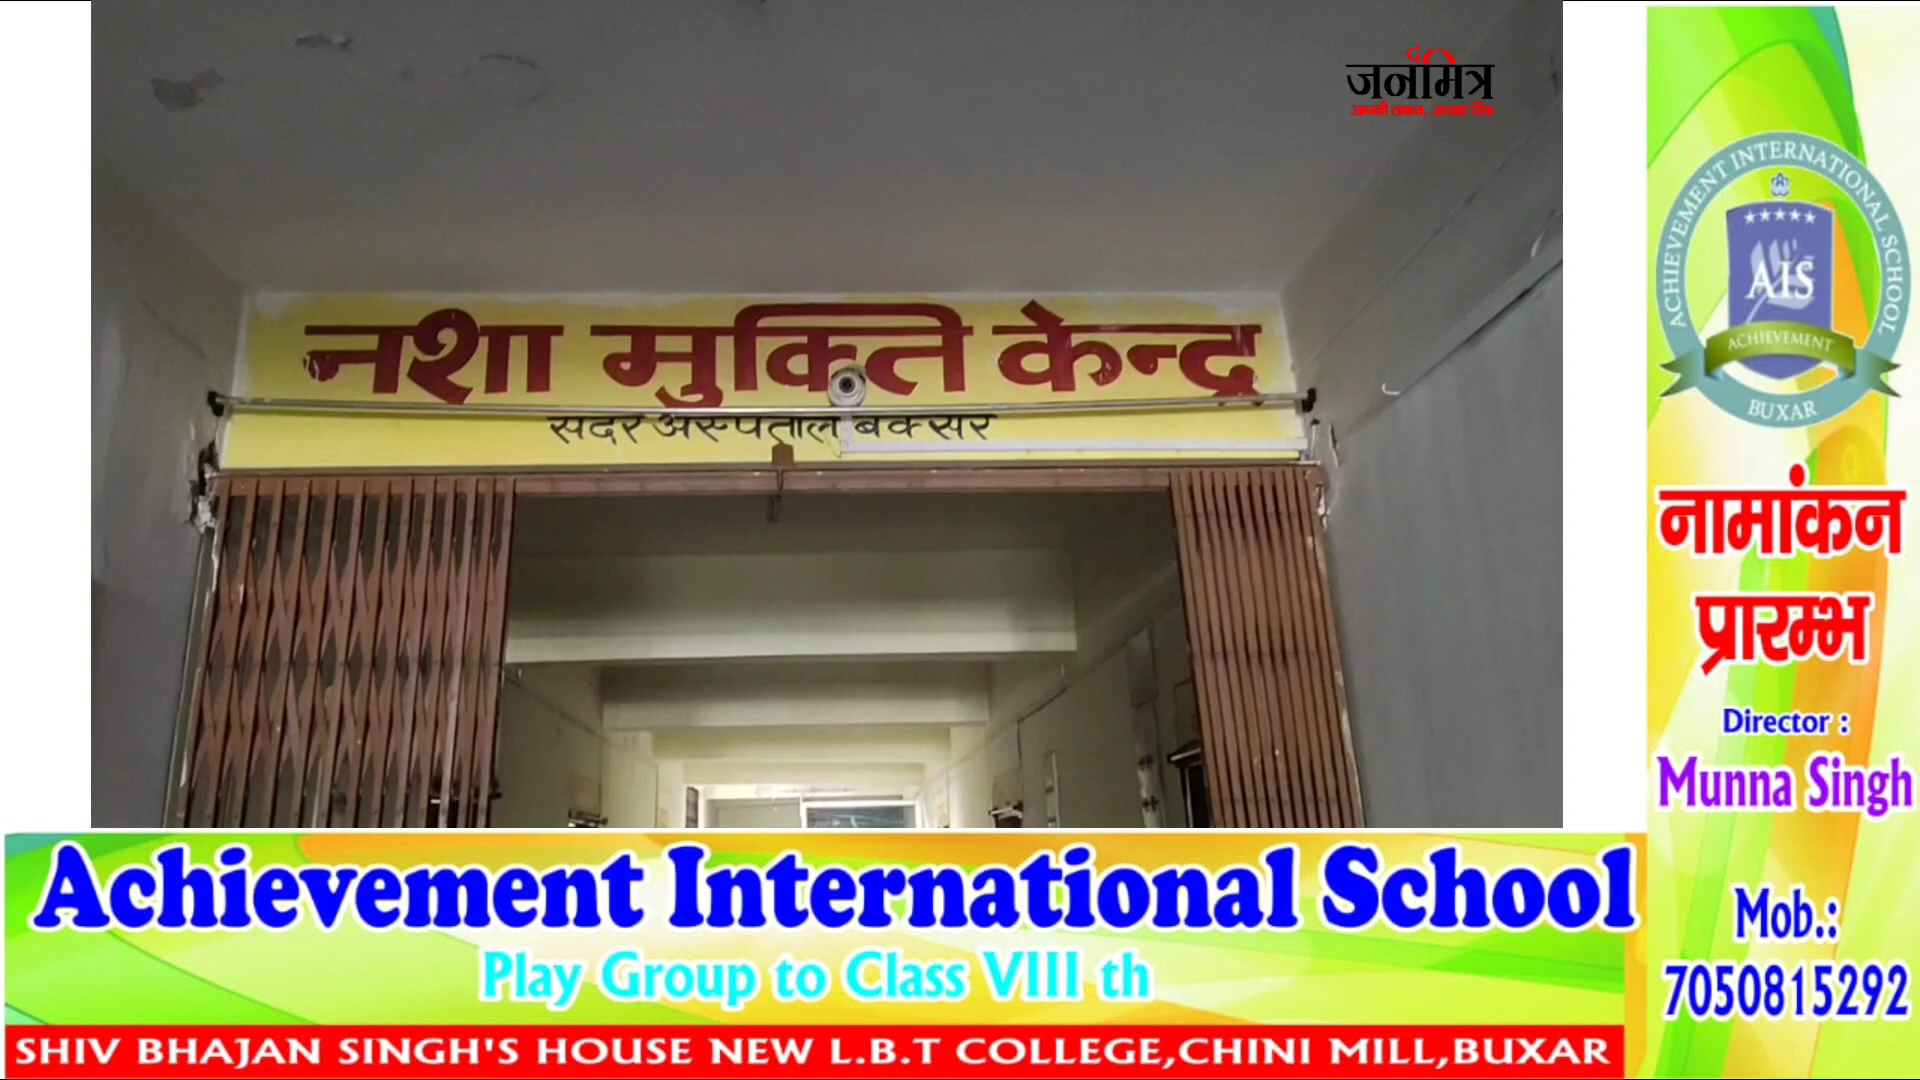 जनमित्र
नशा मुक्ति केन्द्र
सदर अस्पताल बक्सर
ACHIEVEMENT INTERNATIONAL SCHOOL
AIS
ACHIEVEMENT
BUXAR
नामांकन
प्रारम्भ
Director :
Munna Singh
Mob.:
7050815292
Achievement International School
Play Group to Class VIII th
SHIV BHAJAN SINGH'S HOUSE NEW L.B.T COLLEGE,CHINI MILL,BUXAR